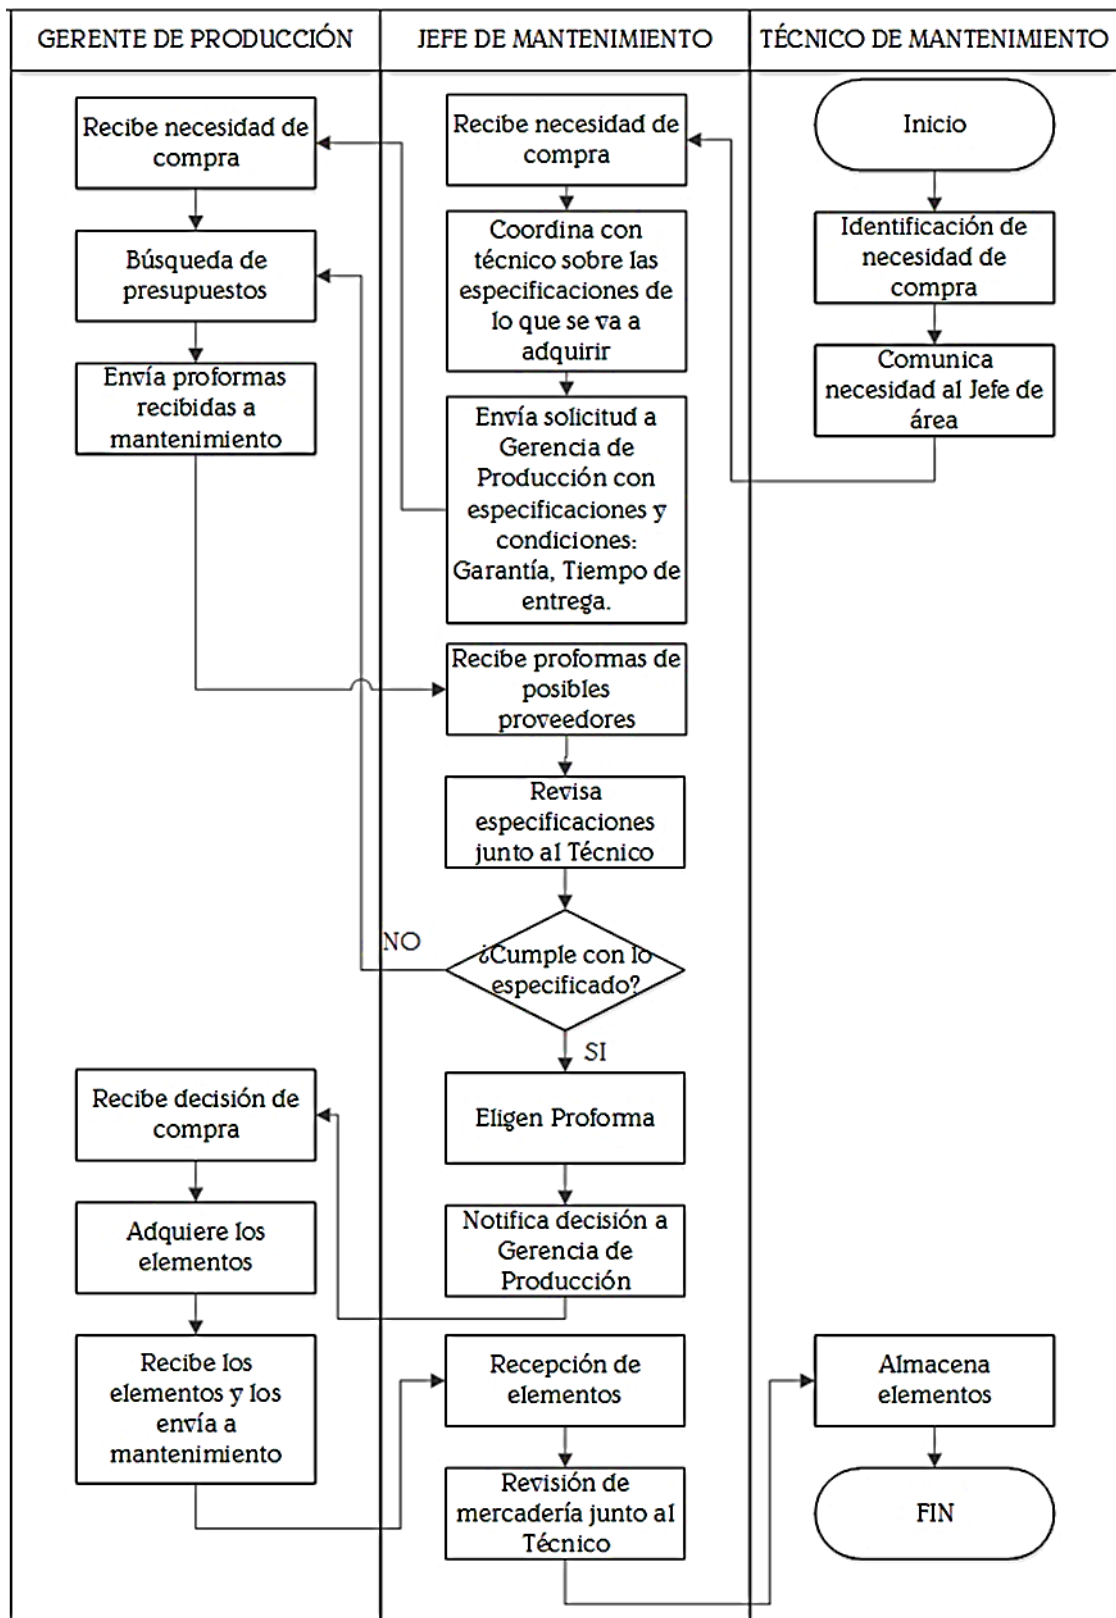 GERENTE DE PRODUCCIÓN
JEFE DE MANTENIMIENTO
TÉCNICO DE MANTENIMIENTO
Recibe necesidad de
compra
Búsqueda de
presupuestos
Envía proformas
recibidas a
mantenimiento
Recibe necesidad de
compra
Coordina con
técnico sobre las
especificaciones de
lo que se va a
adquirir
Envía solicitud a
Gerencia de
Producción con
especificaciones y
condiciones:
Garantía, Tiempo de
entrega.
Inicio
Identificación de
necesidad de
compra
Comunica
necesidad al Jefe de
área
Recibe proformas de
posibles
proveedores
Revisa
especificaciones
junto al Técnico
NO
¿Cumple con lo
especificado?
SI
Eligen Proforma
Notifica decisión a
Gerencia de
Producción
Recibe decisión de
compra
Adquiere los
elementos
Recibe los
elementos y los
envía a
mantenimiento
Recepción de
elementos
Revisión de
mercadería junto al
Técnico
Almacena
elementos
FIN